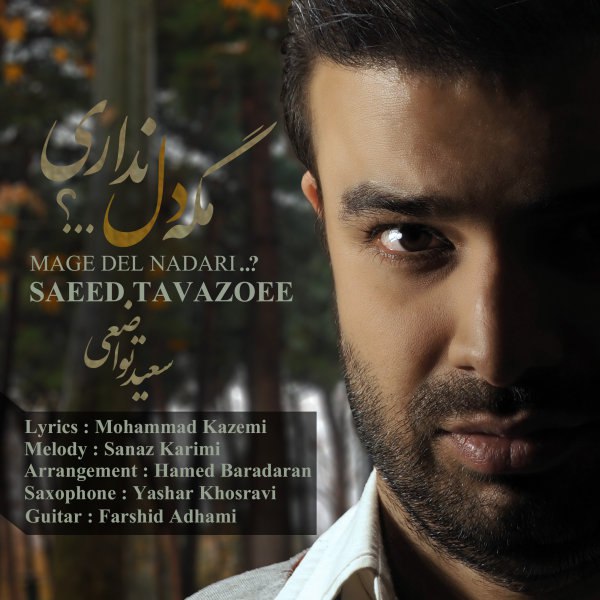 مگه دل نداری
...؟
MAGE DEL NADARI ..?
SAEED TAVAZOEE
سعید تواضعی
Lyrics : Mohammad Kazemi
Melody : Sanaz Karimi
Arrangement : Hamed Baradaran
Saxophone : Yashar Khosravi
Guitar : Farshid Adhami